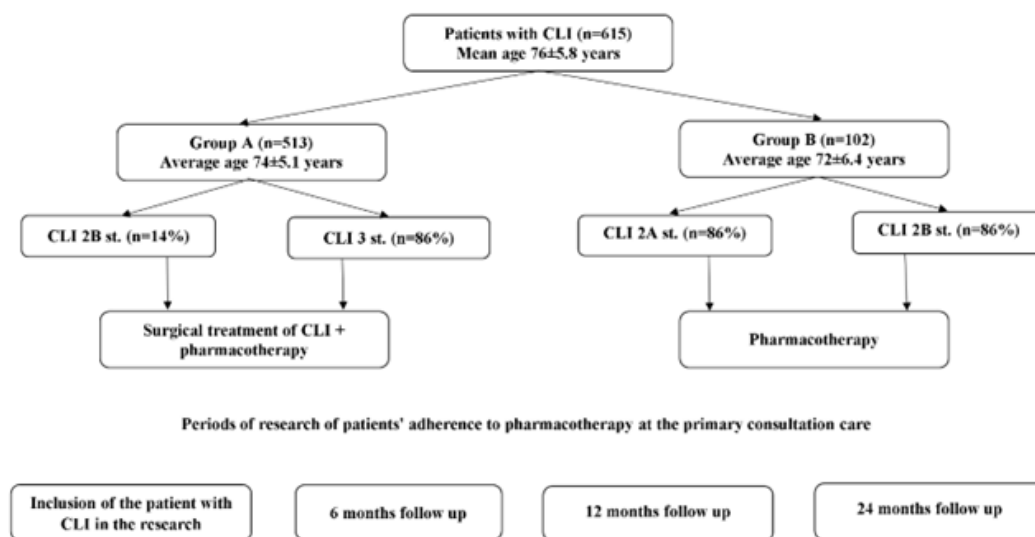 Patients with CLI (n=615)
Mean age 76±5.8 years
Group A (n=513)
Average age 74±5.1 years
Group B (n=102)
Average age 72±6.4 years
CLI 2B st. (n=14%)
CLI 3 st. (n=86%)
CLI 2A st. (n=86%)
CLI 2B st. (n=86%)
Surgical treatment of CLI +
pharmacotherapy
Pharmacotherapy
Periods of research of patients' adherence to pharmacotherapy at the primary consultation care
Inclusion of the patient with
CLI in the research
6 months follow up
12 months follow up
24 months follow up